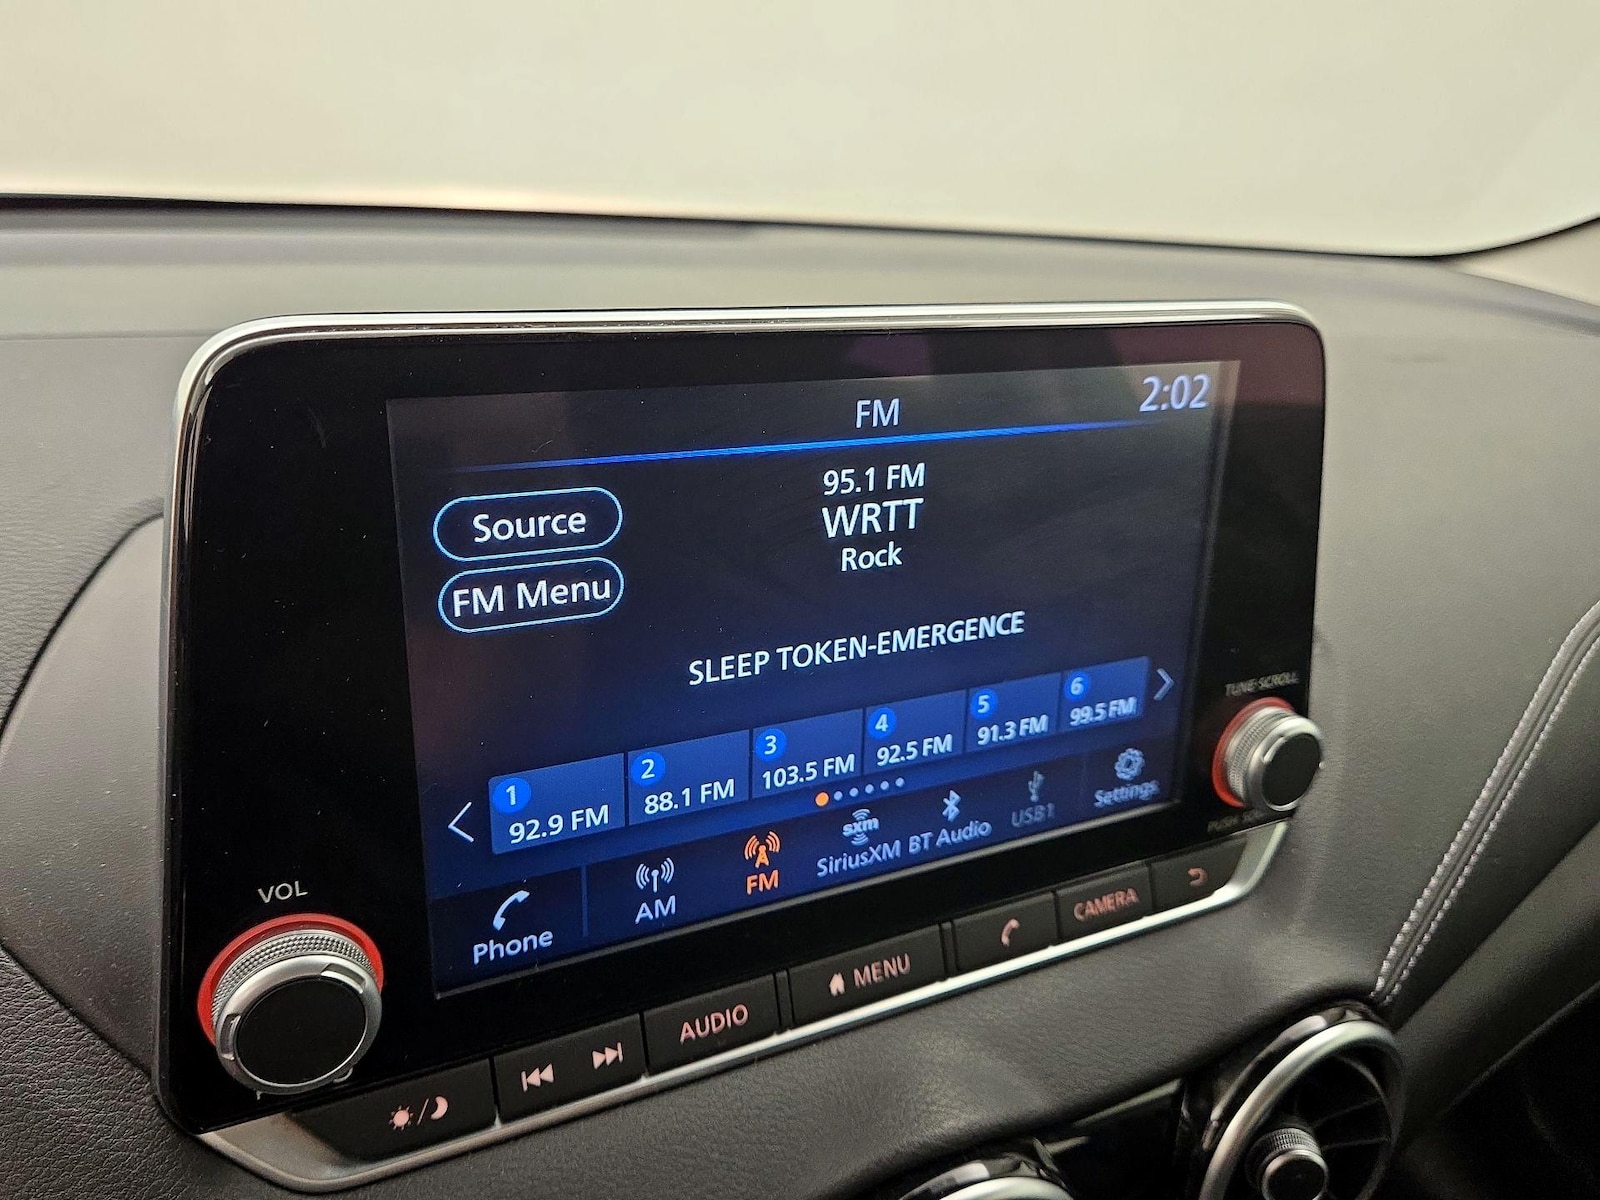 FM
2:02
95.1 FM
WRTT
Rock
Source
FM Menu
SLEEP TOKEN-EMERGENCE
1
92.9 FM
2
88.1 FM
3
103.5 FM
4
92.5 FM
5
91.3 FM
6
99.5 FM
Phone
AM
FM
sxm
SiriusXM
BT Audio
USB1
Settings
VOL
TUNE·SCROLL
PUSH
AUDIO
MENU
CAMERA